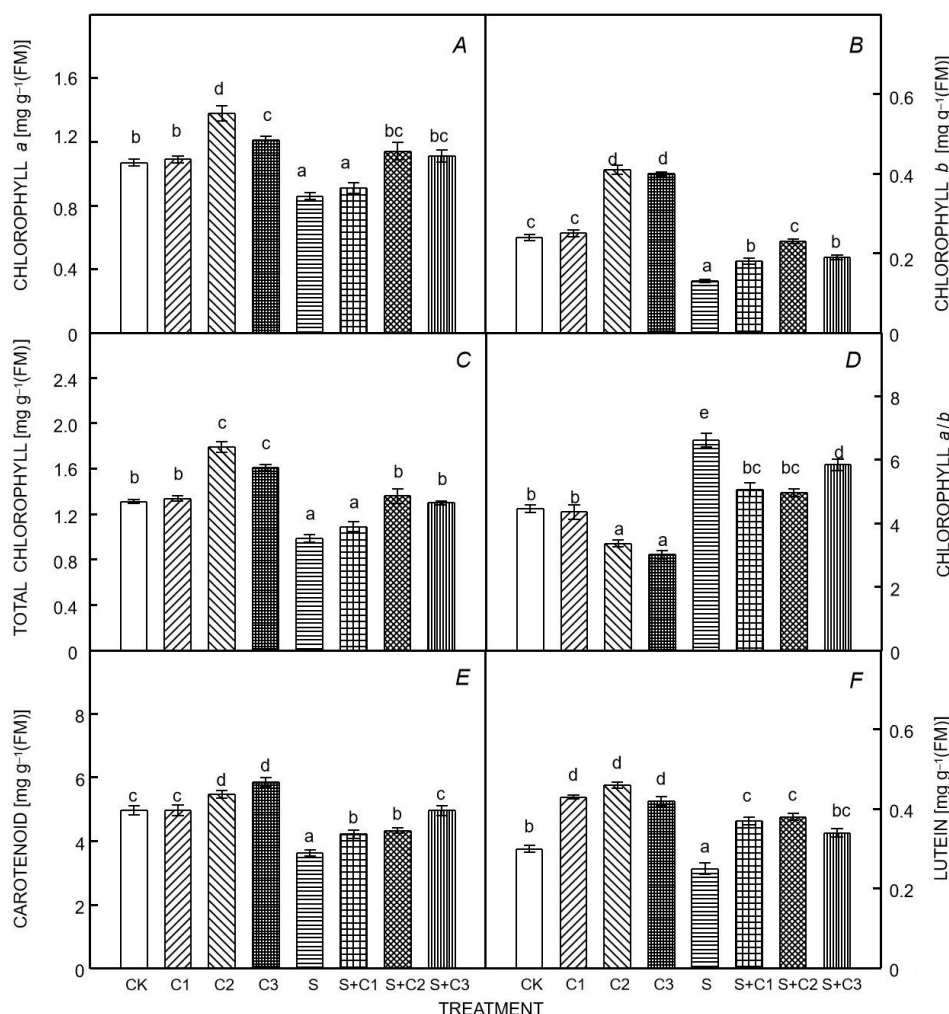 A
B
CHLOROPHYLL a [mg g⁻¹(FM)]
1.6
1.2
0.8
0.4
0
b b d c a a bc bc
c c d d a b c b
0.6
0.4
0.2
0
CHLOROPHYLL b [mg g⁻¹(FM)]
C
D
TOTAL CHLOROPHYLL [mg g⁻¹(FM)]
2.4
2.0
1.6
1.2
0.8
0.4
0
b b c c a a b b
b b a a e bc bc d
8
6
4
2
0
CHLOROPHYLL a/b
E
F
CAROTENOID [mg g⁻¹(FM)]
8
6
4
2
0
c c d d a b b c
b d d d a c c bc
0.6
0.4
0.2
0
LUTEIN [mg g⁻¹(FM)]
CK C1 C2 C3 S S+C1 S+C2 S+C3 CK C1 C2 C3 S S+C1 S+C2 S+C3
TREATMENT